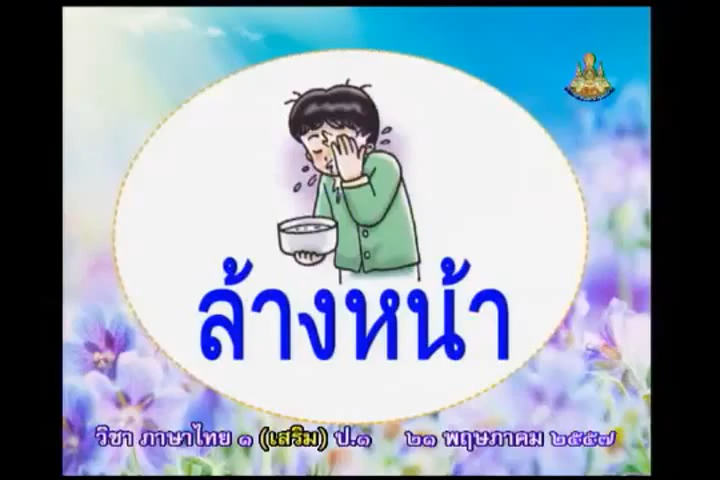 ล้างหน้า
วิชา ภาษาไทย ๑ (เสริม) ป.๑ ๒๑ พฤษภาคม ๒๕๕๗